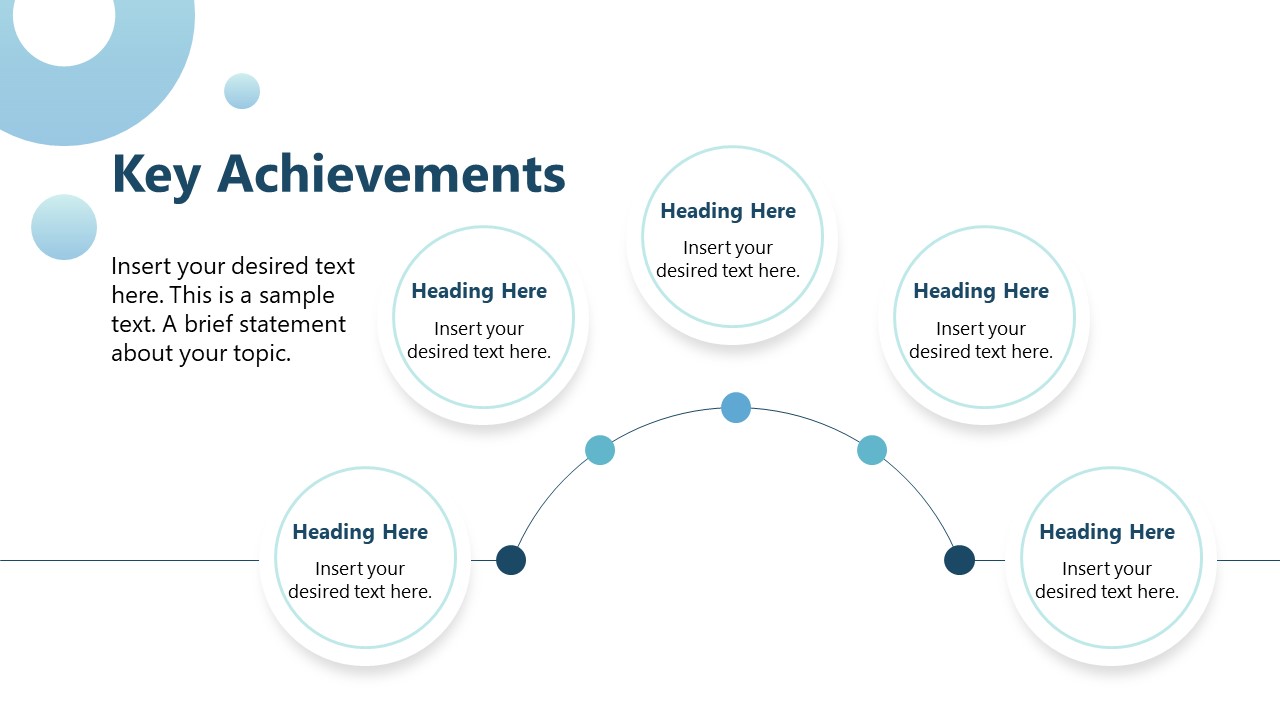 Key Achievements
Insert your desired text
here. This is a sample
text. A brief statement
about your topic.
Heading Here
Insert your
desired text here.
Heading Here
Insert your
desired text here.
Heading Here
Insert your
desired text here.
Heading Here
Insert your
desired text here.
Heading Here
Insert your
desired text here.